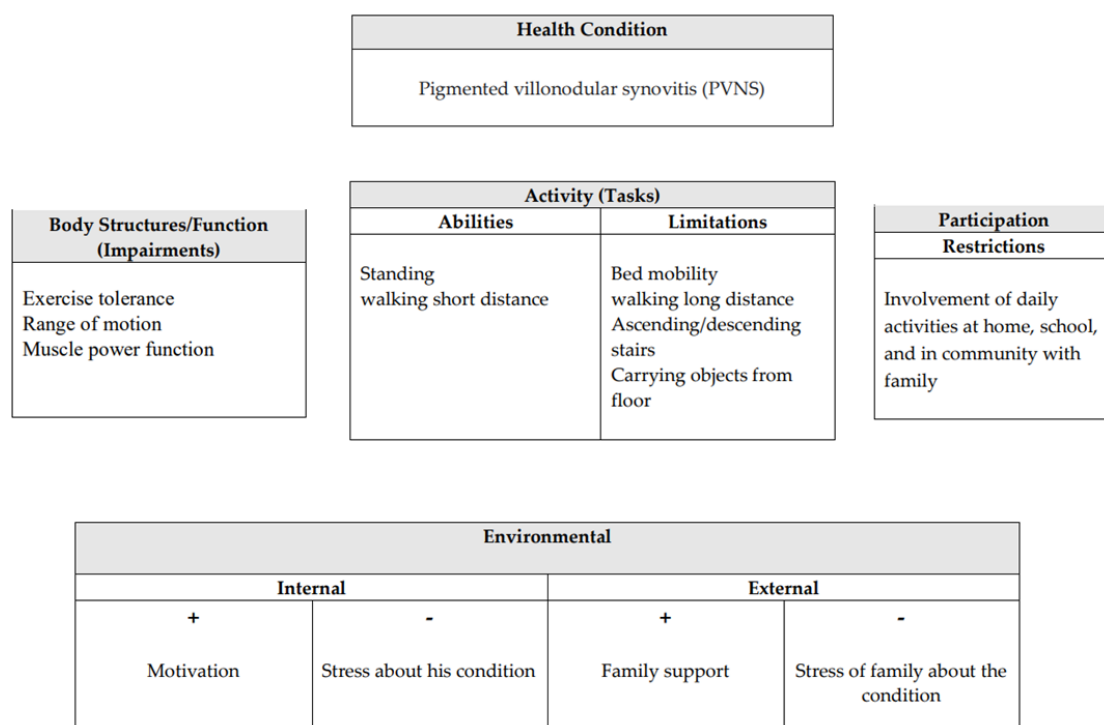 Health Condition
Pigmented villonodular synovitis (PVNS)
Body Structures/Function
(Impairments)
Exercise tolerance
Range of motion
Muscle power function
Activity (Tasks)
Abilities
Standing
walking short distance
Limitations
Bed mobility
walking long distance
Ascending/descending
stairs
Carrying objects from
floor
Participation
Restrictions
Involvement of daily
activities at home, school,
and in community with
family
Environmental
Internal
+
Motivation
-
Stress about his condition
External
+
Family support
-
Stress of family about the
condition